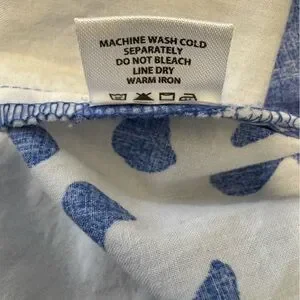 MACHINE WASH COLD
SEPARATELY
DO NOT BLEACH
LINE DRY
WARM IRON